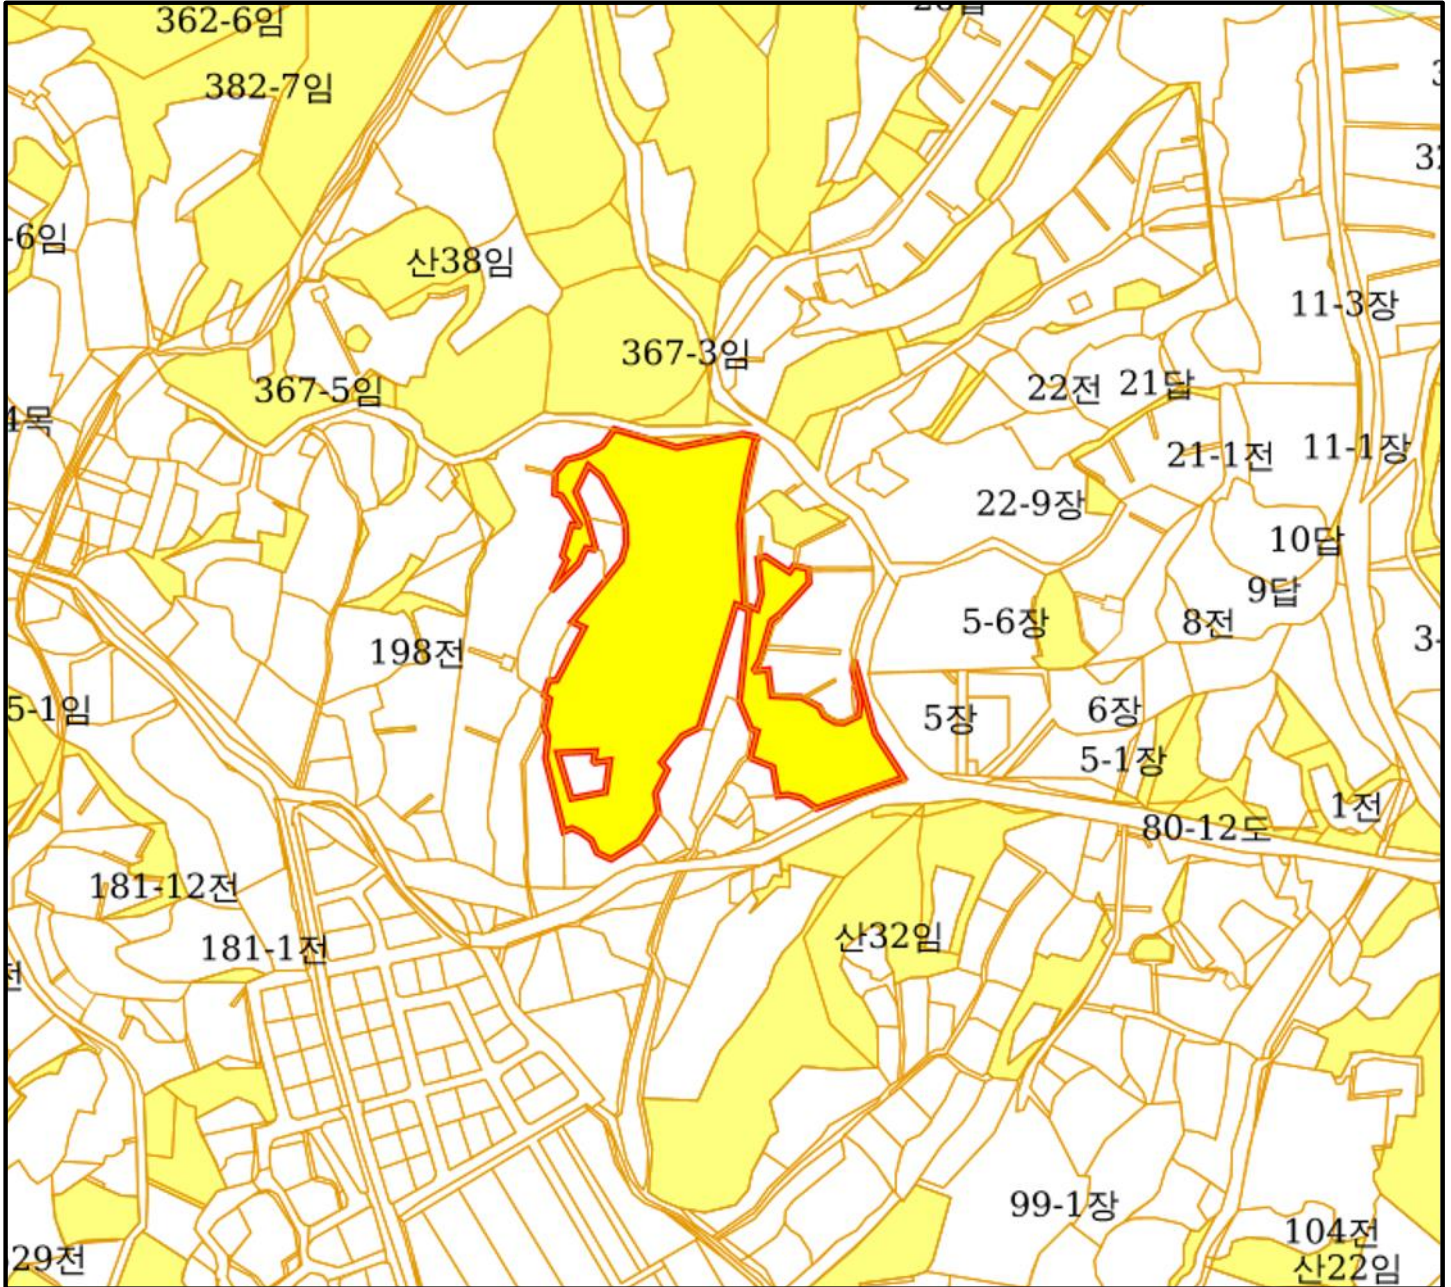 362-6임
382-7임
-6임
산38임
11-3장
367-3임
367-5임
22전
21답
21-1전
11-1장
22-9장
10답
9답
5-6장
8전
198전
5-1임
5장
6장
5-1장
1전
80-12도
181-12전
산32임
181-1전
99-1장
104전
29전
산22임